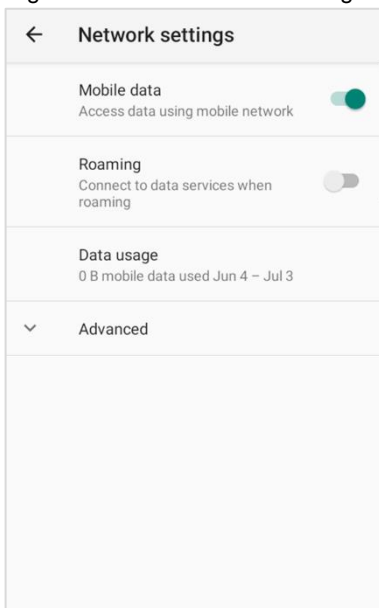 Network settings
Mobile data
Access data using mobile network
Roaming
Connect to data services when
roaming
Data usage
0 B mobile data used Jun 4 – Jul 3
Advanced